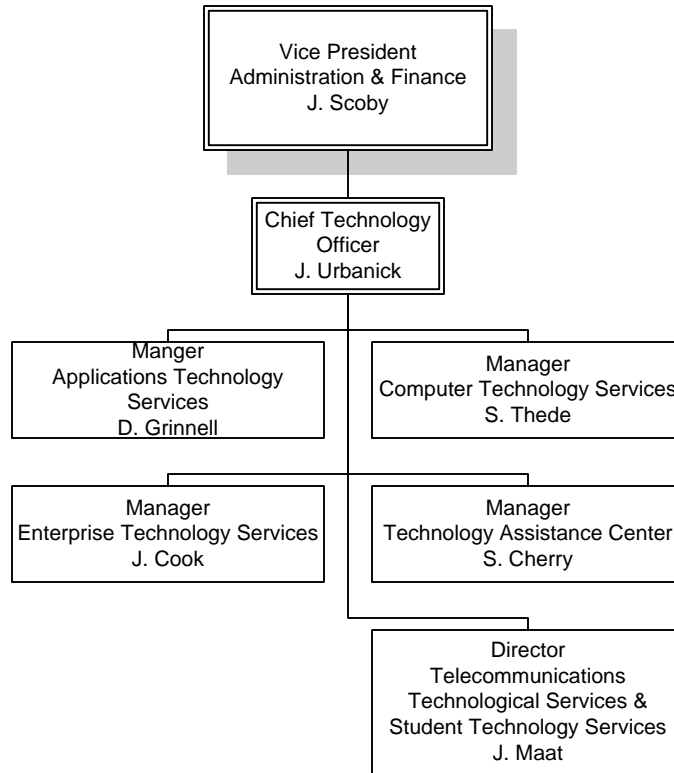 Vice President
Administration & Finance
J. Scoby
Chief Technology
Officer
J. Urbanick
Manger
Applications Technology
Services
D. Grinnell
Manager
Computer Technology Services
S. Thede
Manager
Enterprise Technology Services
J. Cook
Manager
Technology Assistance Center
S. Cherry
Director
Telecommunications
Technological Services &
Student Technology Services
J. Maat